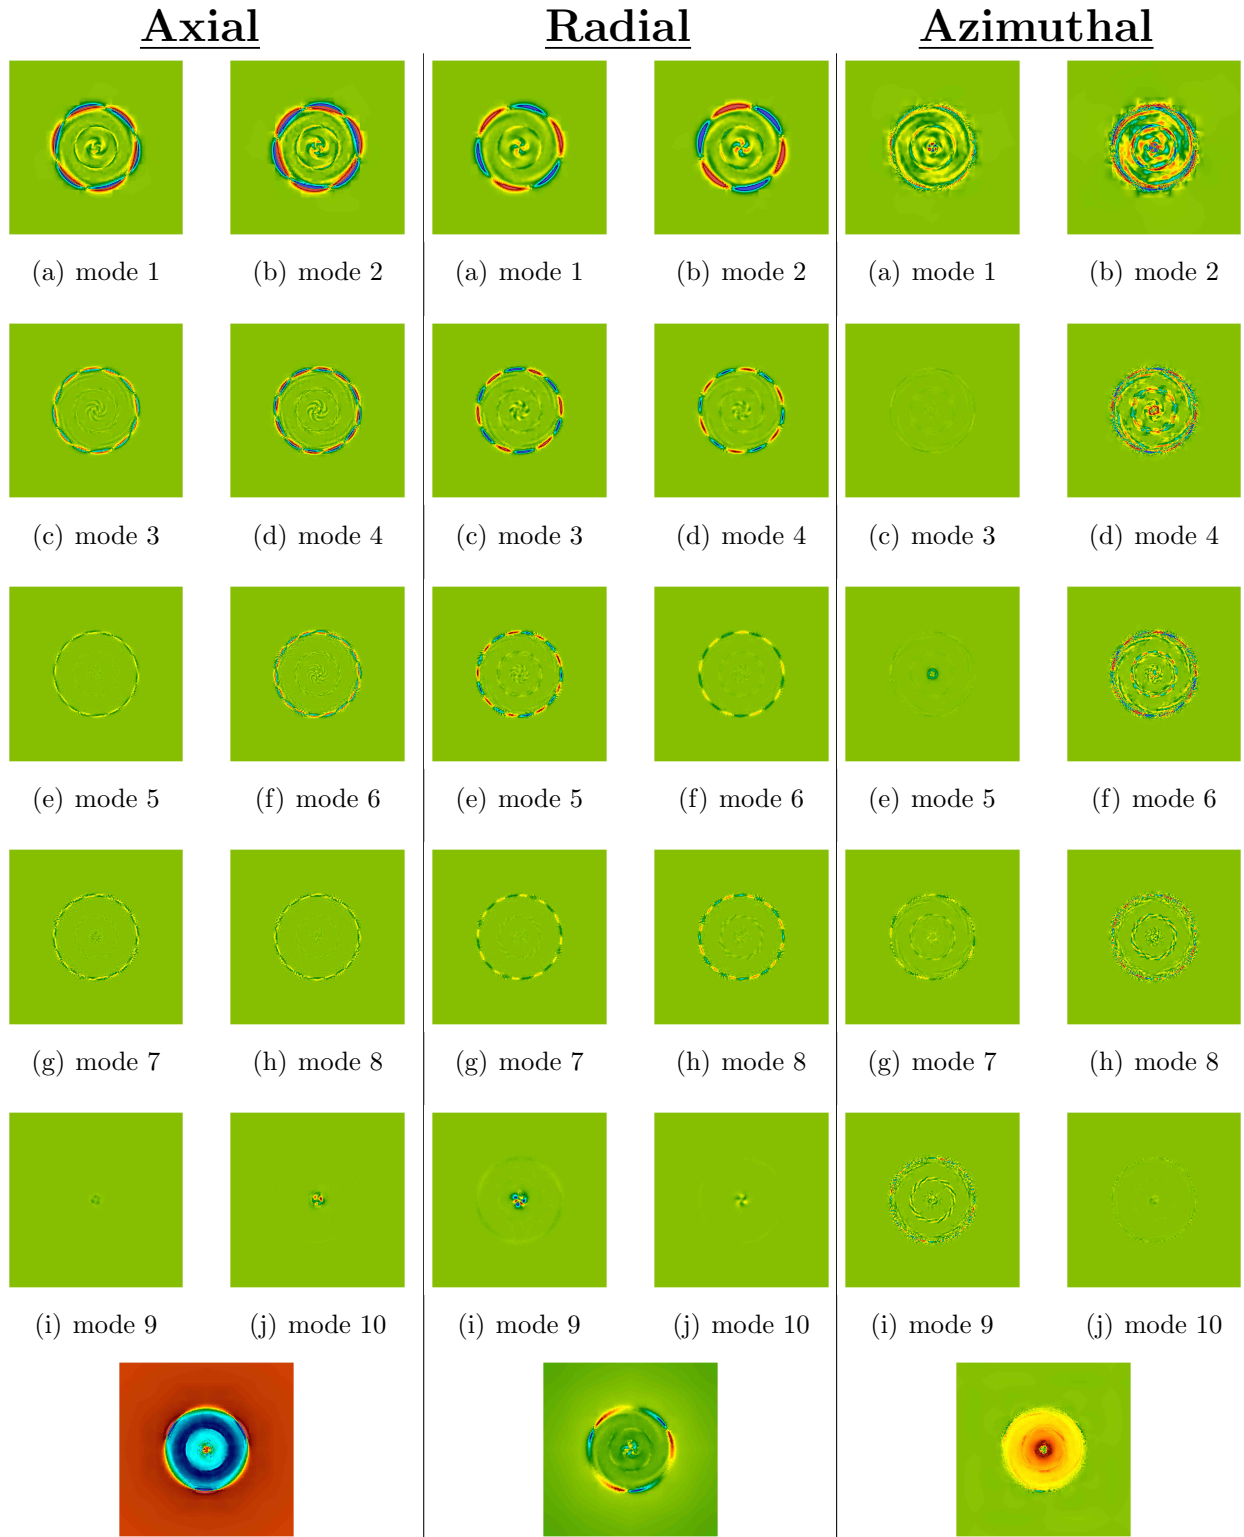 Axial Radial Azimuthal
(a) mode 1 (b) mode 2 (a) mode 1 (b) mode 2 (a) mode 1 (b) mode 2
(c) mode 3 (d) mode 4 (c) mode 3 (d) mode 4 (c) mode 3 (d) mode 4
(e) mode 5 (f) mode 6 (e) mode 5 (f) mode 6 (e) mode 5 (f) mode 6
(g) mode 7 (h) mode 8 (g) mode 7 (h) mode 8 (g) mode 7 (h) mode 8
(i) mode 9 (j) mode 10 (i) mode 9 (j) mode 10 (i) mode 9 (j) mode 10